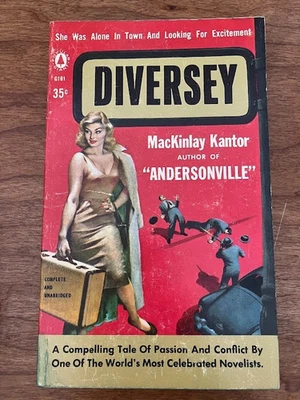 She Was Alone In Town And Looking For Excitement
G161
35¢
DIVERSEY
MacKinlay Kantor
AUTHOR OF
"ANDERSONVILLE"
COMPLETE
AND
UNABRIDGED
A Compelling Tale Of Passion And Conflict By
One Of The World's Most Celebrated Novelists.